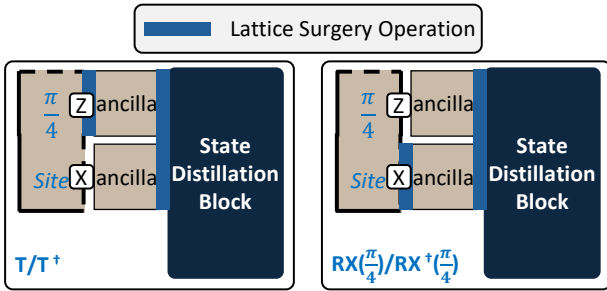 Lattice Surgery Operation
π/4
Z
ancilla
Site
X
ancilla
State
Distillation
Block
T/T†
π/4
Z
ancilla
Site
X
ancilla
State
Distillation
Block
RX(π/4)/RX†(π/4)